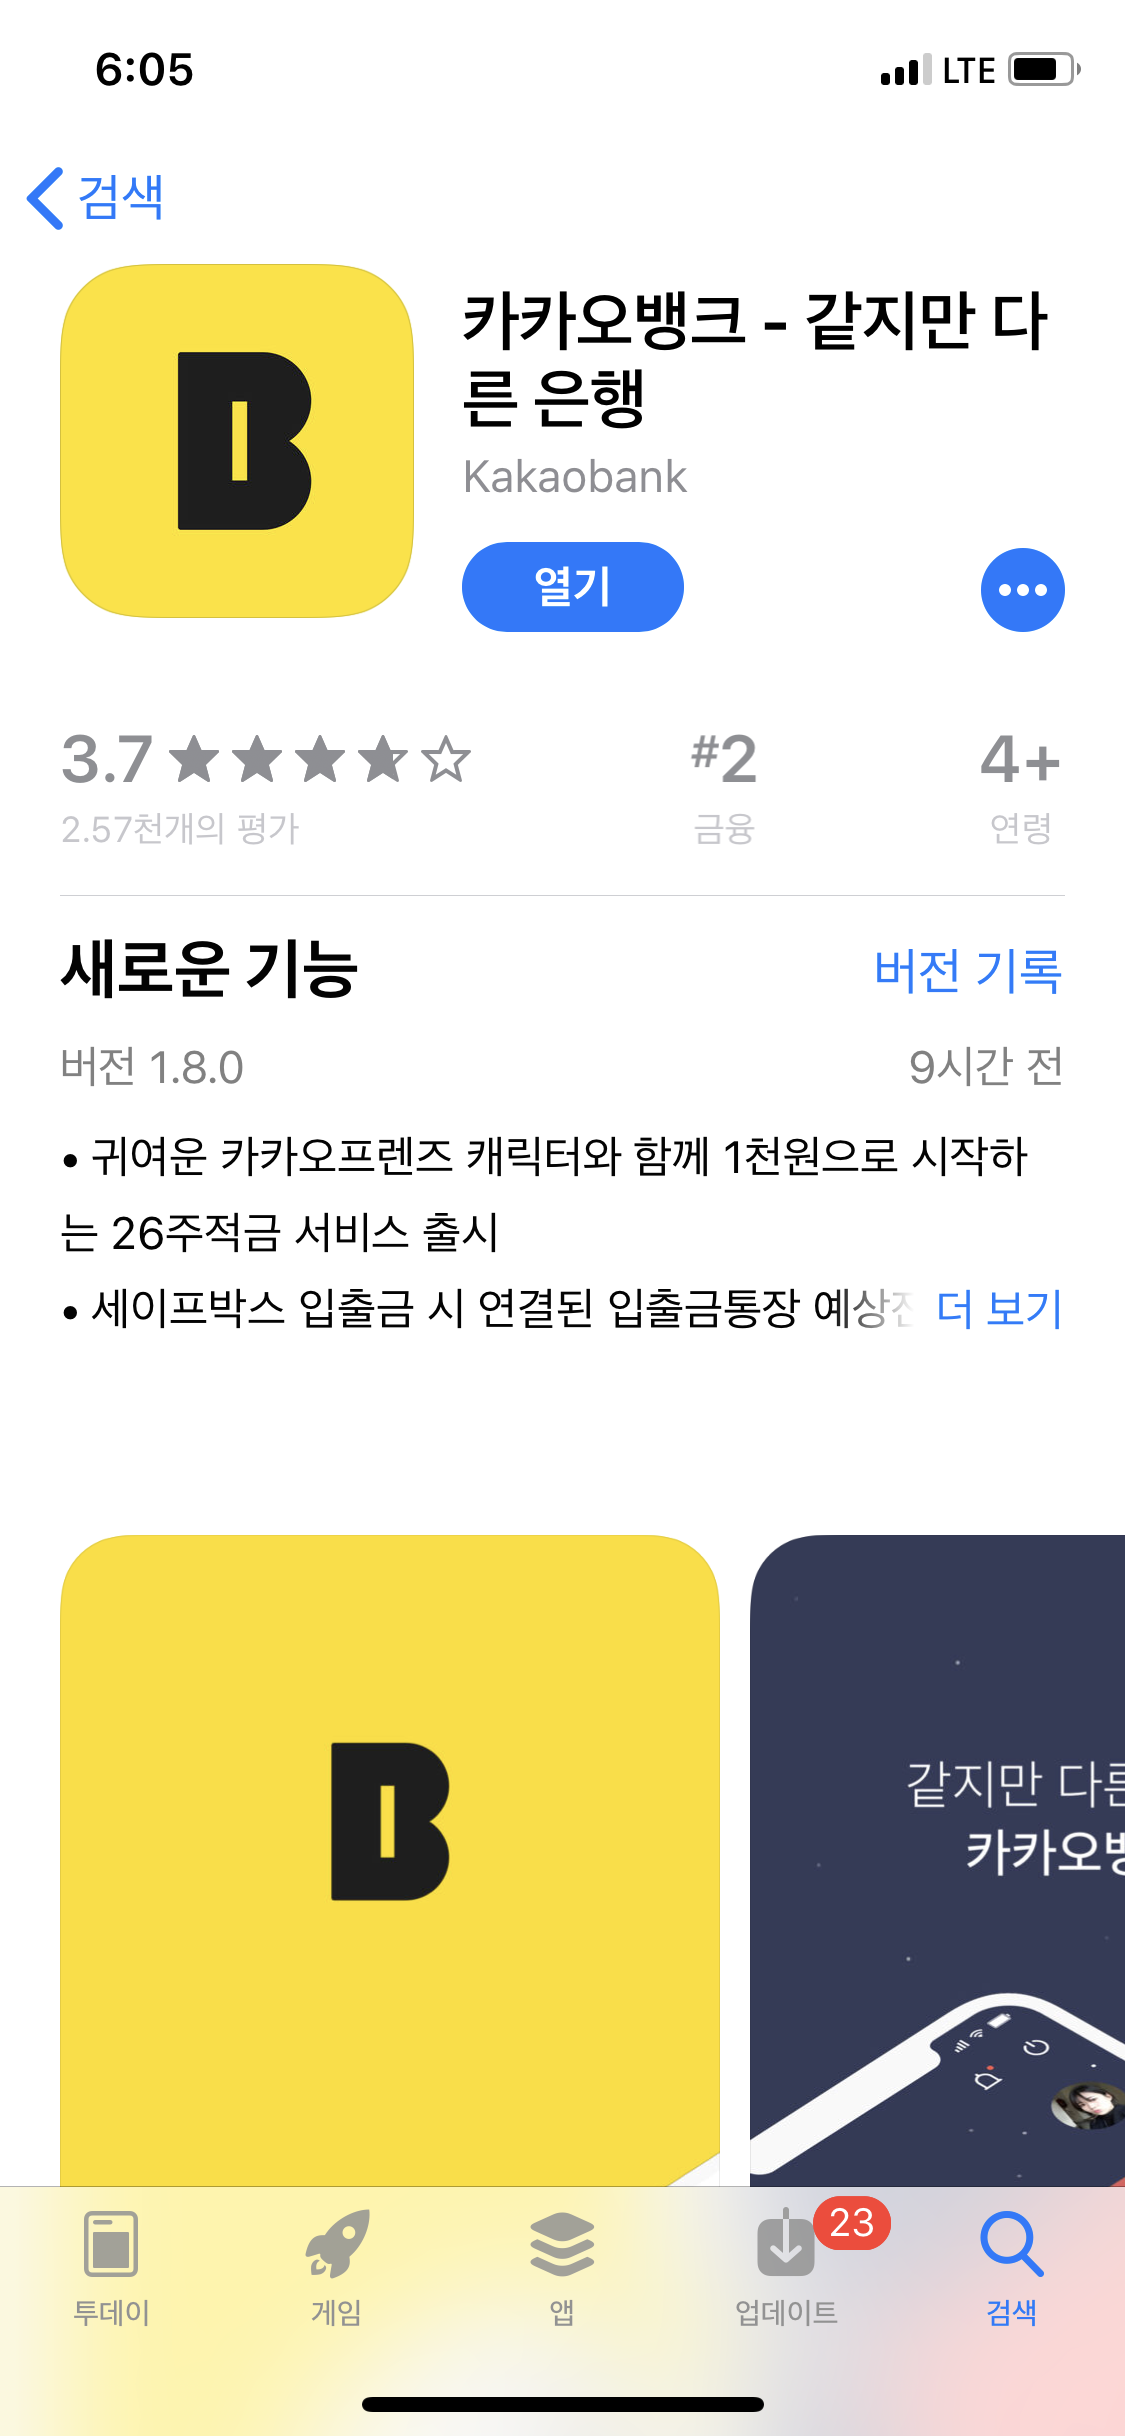 6:05
LTE
검색
B
카카오뱅크 - 같지만 다
른 은행
Kakaobank
열기
3.7
#2
4+
2.57천개의 평가
금융
연령
새로운 기능
버전 기록
버전 1.8.0
9시간 전
• 귀여운 카카오프렌즈 캐릭터와 함께 1천원으로 시작하
는 26주적금 서비스 출시
• 세이프박스 입출금 시 연결된 입출금통장 예상
더 보기
B
같지만 다른
카카오뱅
23
투데이
게임
앱
업데이트
검색